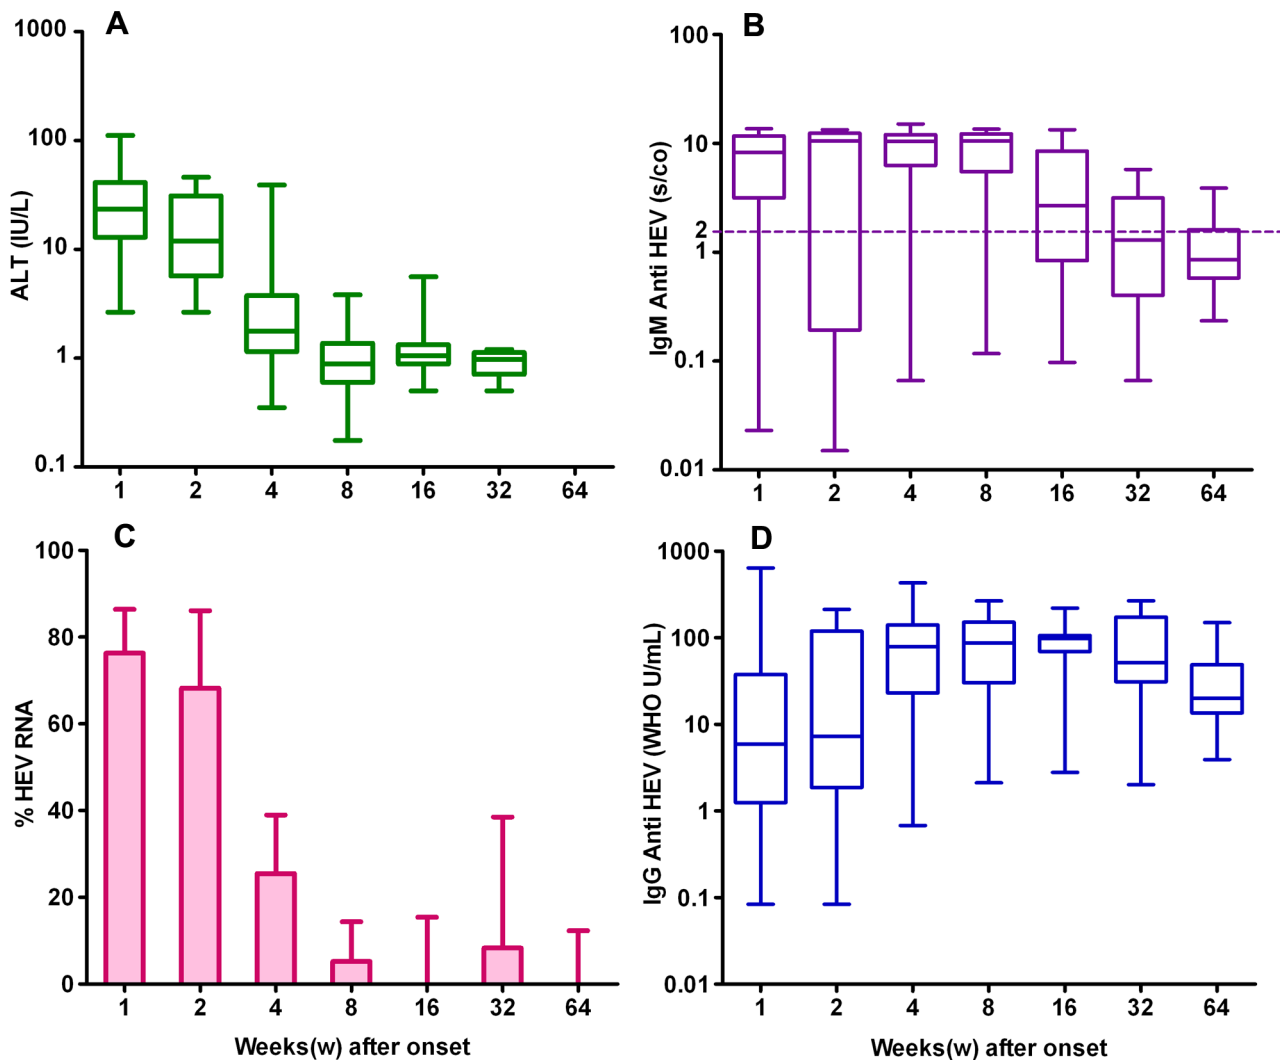 A
ALT (IU/L)
1000
100
10
1
0.1
1 2 4 8 16 32 64
B
IgM Anti HEV (s/co)
100
10
2
1
0.1
0.01
1 2 4 8 16 32 64
C
% HEV RNA
100
80
60
40
20
0
1 2 4 8 16 32 64
Weeks(w) after onset
D
IgG Anti HEV (WHO U/mL)
1000
100
10
1
0.1
0.01
1 2 4 8 16 32 64
Weeks(w) after onset